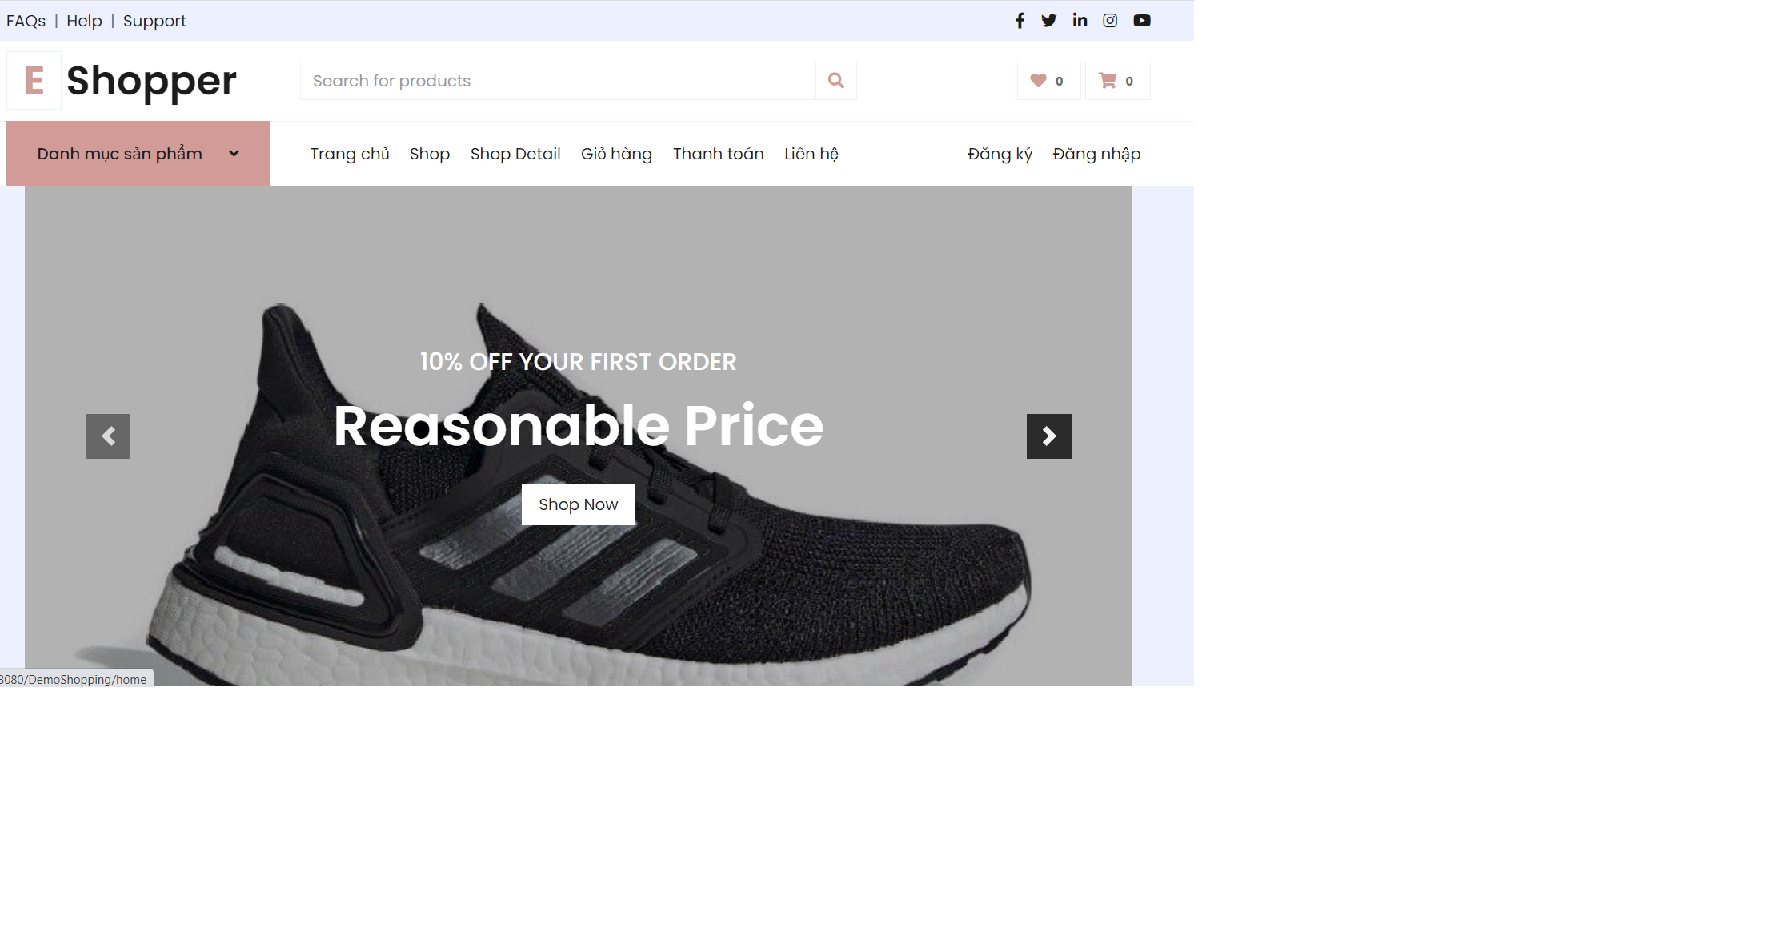 FAQs | Help | Support
E Shopper
Search for products
0
0
Danh mục sản phẩm
Trang chủ Shop Shop Detail Giỏ hàng Thanh toán Liên hệ
Đăng ký Đăng nhập
10% OFF YOUR FIRST ORDER
Reasonable Price
Shop Now
8080/DemoShopping/home